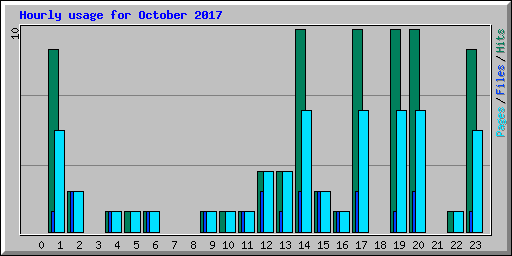 Hourly usage for October 2017
10
Pages/Files/Hits
0 1 2 3 4 5 6 7 8 9 10 11 12 13 14 15 16 17 18 19 20 21 22 23